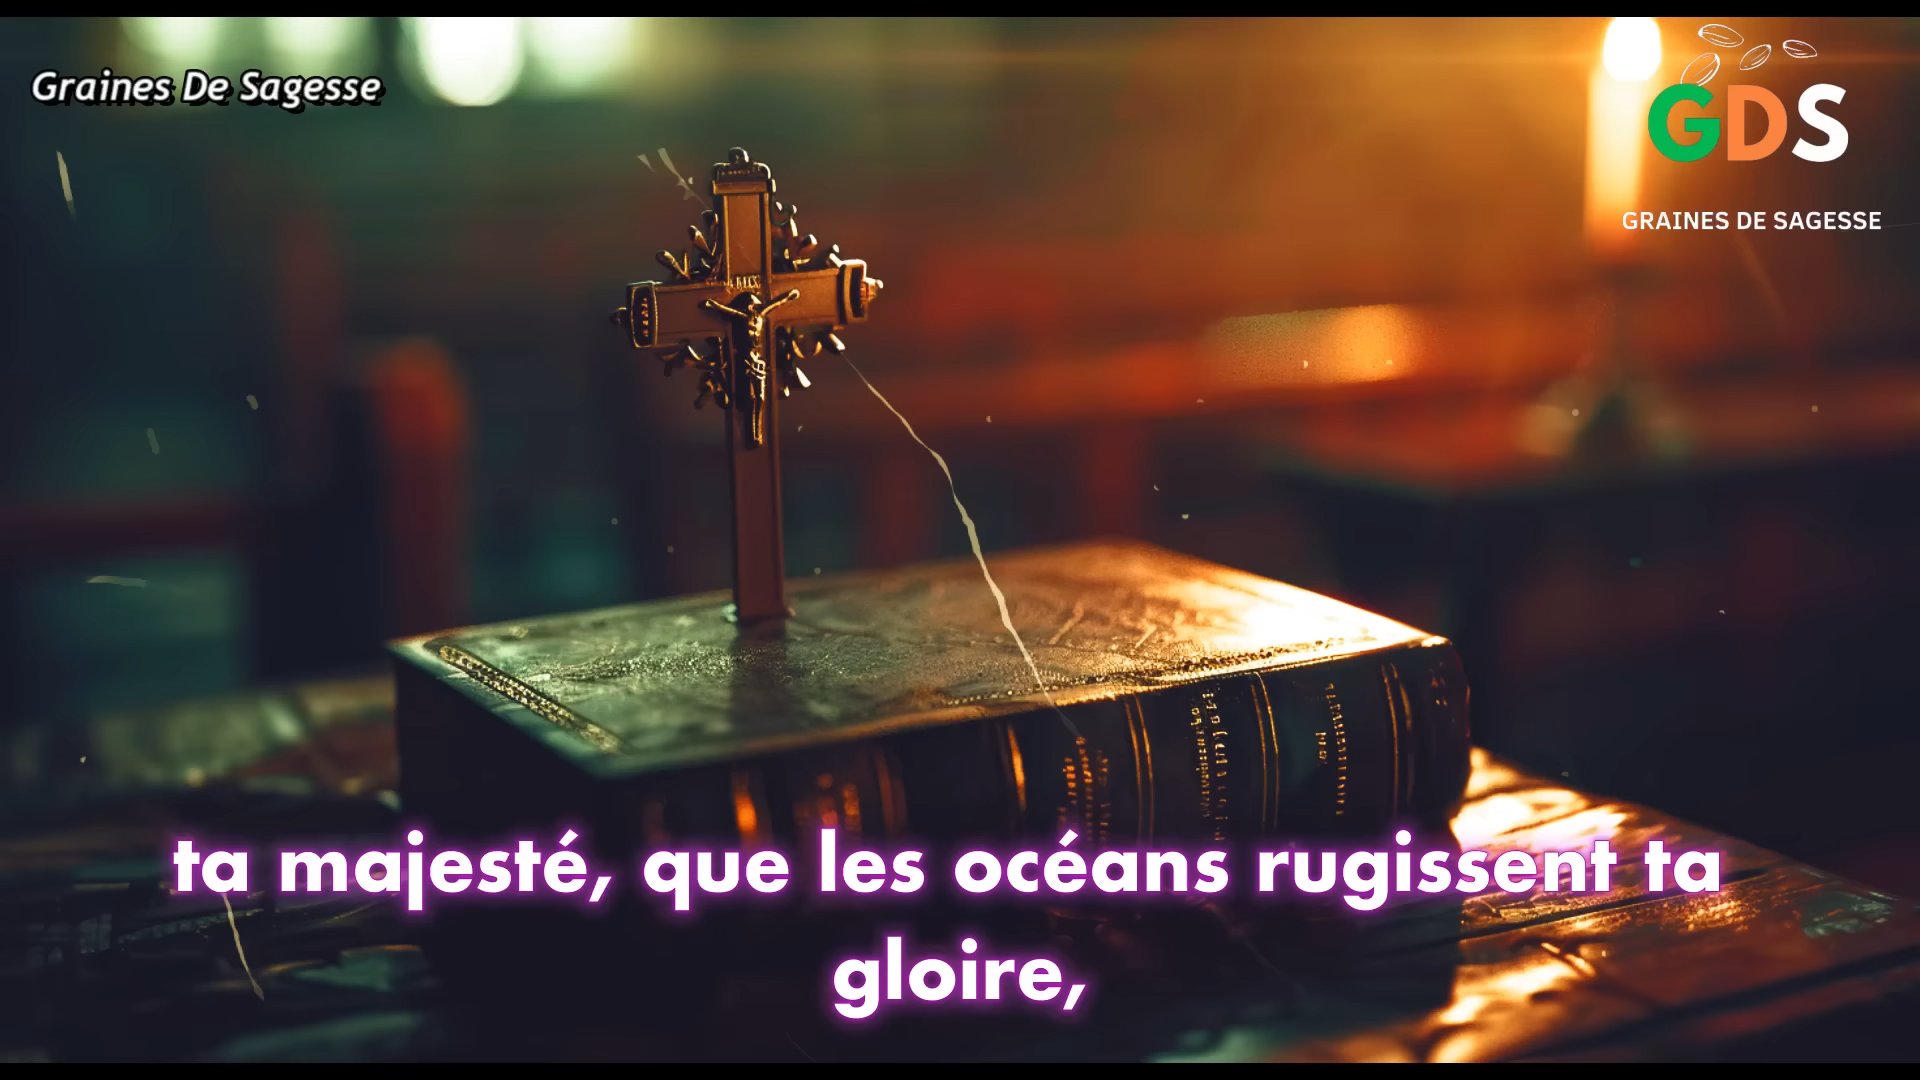 Graines De Sagesse
GDS
GRAINES DE SAGESSE
ta majesté, que les océans rugissent ta
gloire,